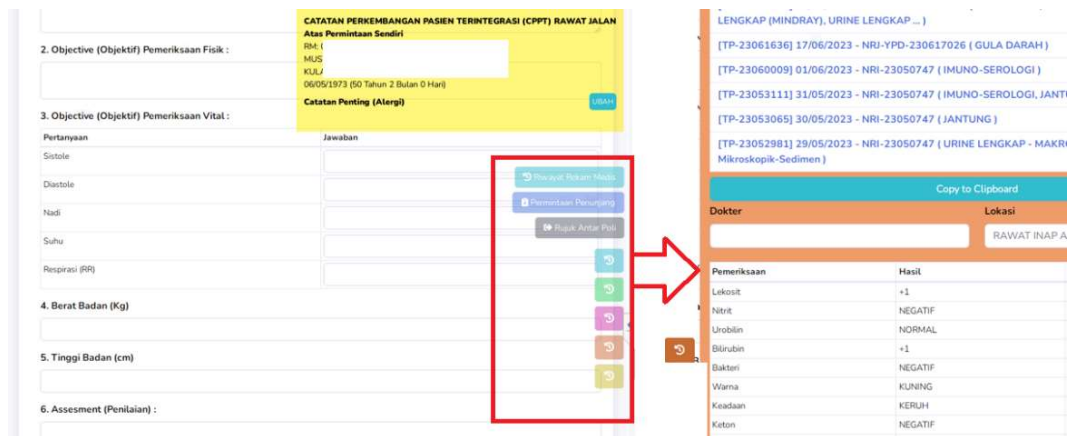 CATATAN PERKEMBANGAN PASIEN TERINTEGRASI (CPPT) RAWAT JALAN
Atas Permintaan Sendiri
RM:
MUS
KULA
06/05/1973 (50 Tahun 2 Bulan 0 Hari)
Catatan Penting (Alergi)
UBAH
2. Objective (Objektif) Pemeriksaan Fisik :
3. Objective (Objektif) Pemeriksaan Vital :
Pertanyaan Jawaban
Sistole
Diastole
Nadi
Suhu
Respirasi (RR)
Riwayat Rekam Medis
Permintaan Penunjang
Rujuk Antar Poli
4. Berat Badan (Kg)
5. Tinggi Badan (cm)
6. Assesment (Penilaian) :
LENGKAP (MINDRAY), URINE LENGKAP ... )
[TP-23061636] 17/06/2023 - NRJ-YPD-230617026 ( GULA DARAH )
[TP-23060009] 01/06/2023 - NRI-23050747 ( IMUNO-SEROLOGI )
[TP-23053111] 31/05/2023 - NRI-23050747 ( IMUNO-SEROLOGI, JANTU
[TP-23053065] 30/05/2023 - NRI-23050747 ( JANTUNG )
[TP-23052981] 29/05/2023 - NRI-23050747 ( URINE LENGKAP - MAKRO
Mikroskopik-Sedimen )
Copy to Clipboard
Dokter Lokasi
RAWAT INAP A
Pemeriksaan Hasil
Lekosit +1
Nitrit NEGATIF
Urobilin NORMAL
Bilirubin +1
Bakteri NEGATIF
Warna KUNING
Keadaan KERUH
Keton NEGATIF